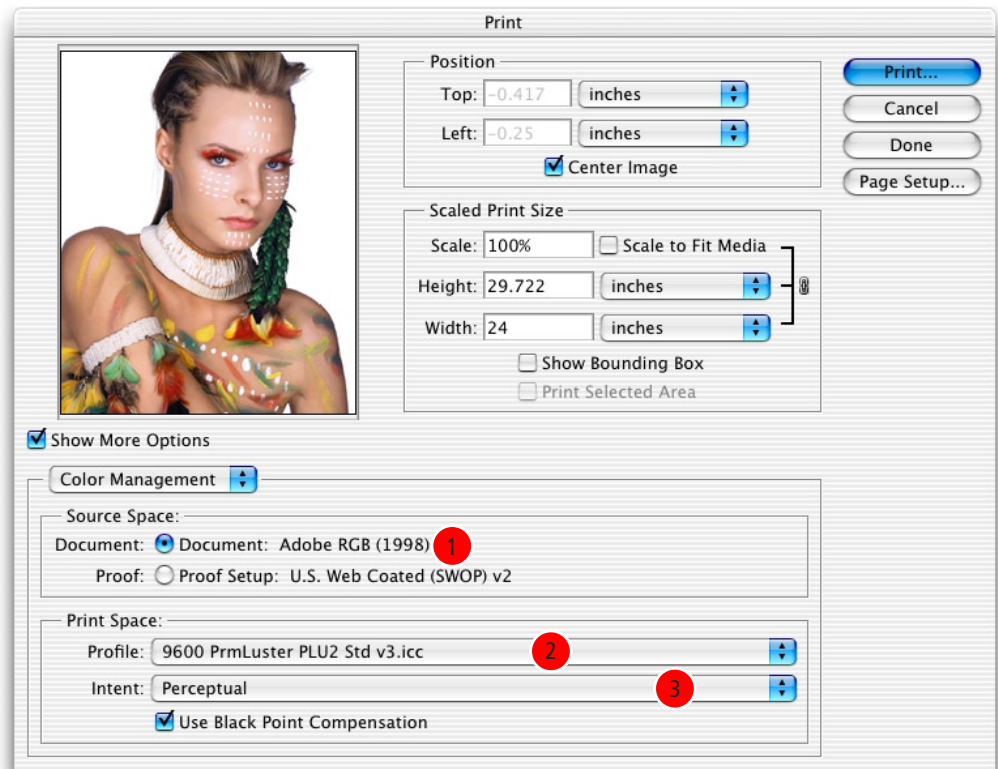 Print
Position
Top: -0.417 inches
Left: -0.25 inches
Center Image
Print...
Cancel
Done
Page Setup...
Scaled Print Size
Scale: 100% Scale to Fit Media
Height: 29.722 inches
Width: 24 inches
Show Bounding Box
Print Selected Area
Show More Options
Color Management
Source Space:
Document: Document: Adobe RGB (1998) 1
Proof: Proof Setup: U.S. Web Coated (SWOP) v2
Print Space:
Profile: 9600 PrmLuster PLU2 Std v3.icc 2
Intent: Perceptual 3
Use Black Point Compensation